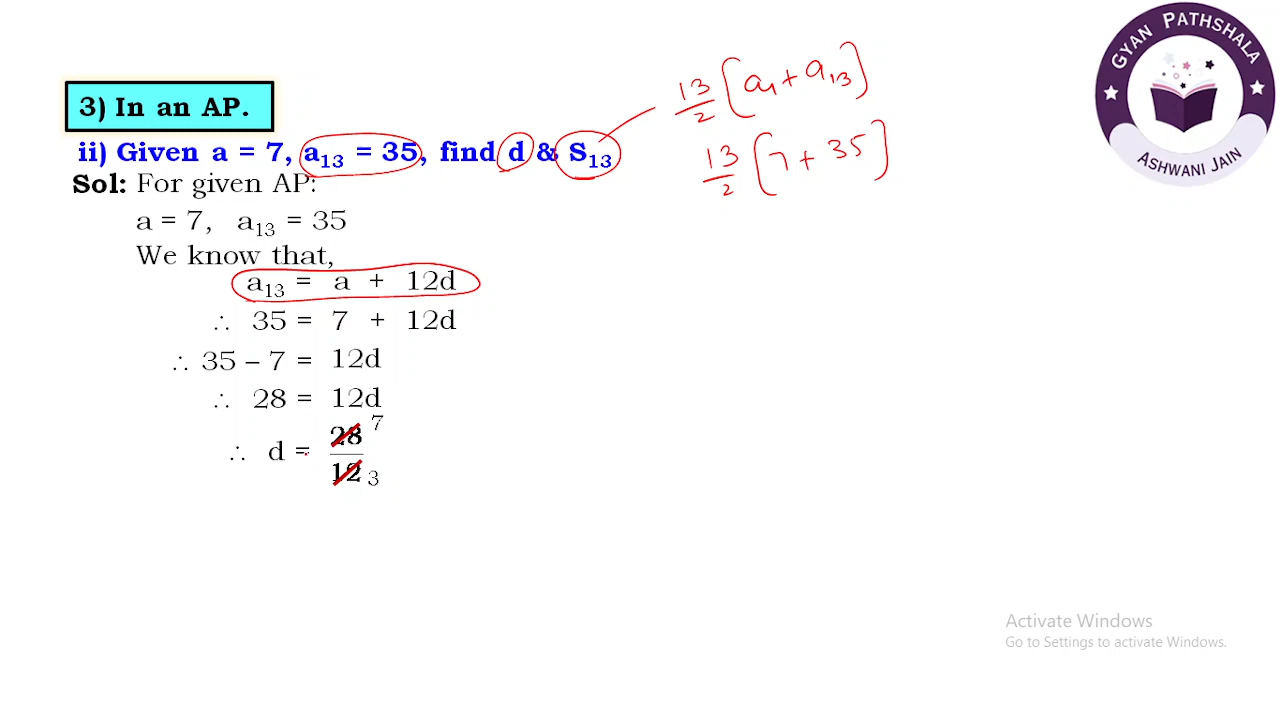 3) In an AP.
ii) Given a = 7, a₁₃ = 35, find d & S₁₃
Sol: For given AP:
a = 7, a₁₃ = 35
We know that,
a₁₃ = a + 12d
∴ 35 = 7 + 12d
∴ 35 – 7 = 12d
∴ 28 = 12d
∴ d = 28/12 7 3
13/2 [a₁ + a₁₃]
13/2 [7 + 35]
GYAN PATHSHALA
ASHWANI JAIN
Activate Windows
Go to Settings to activate Windows.